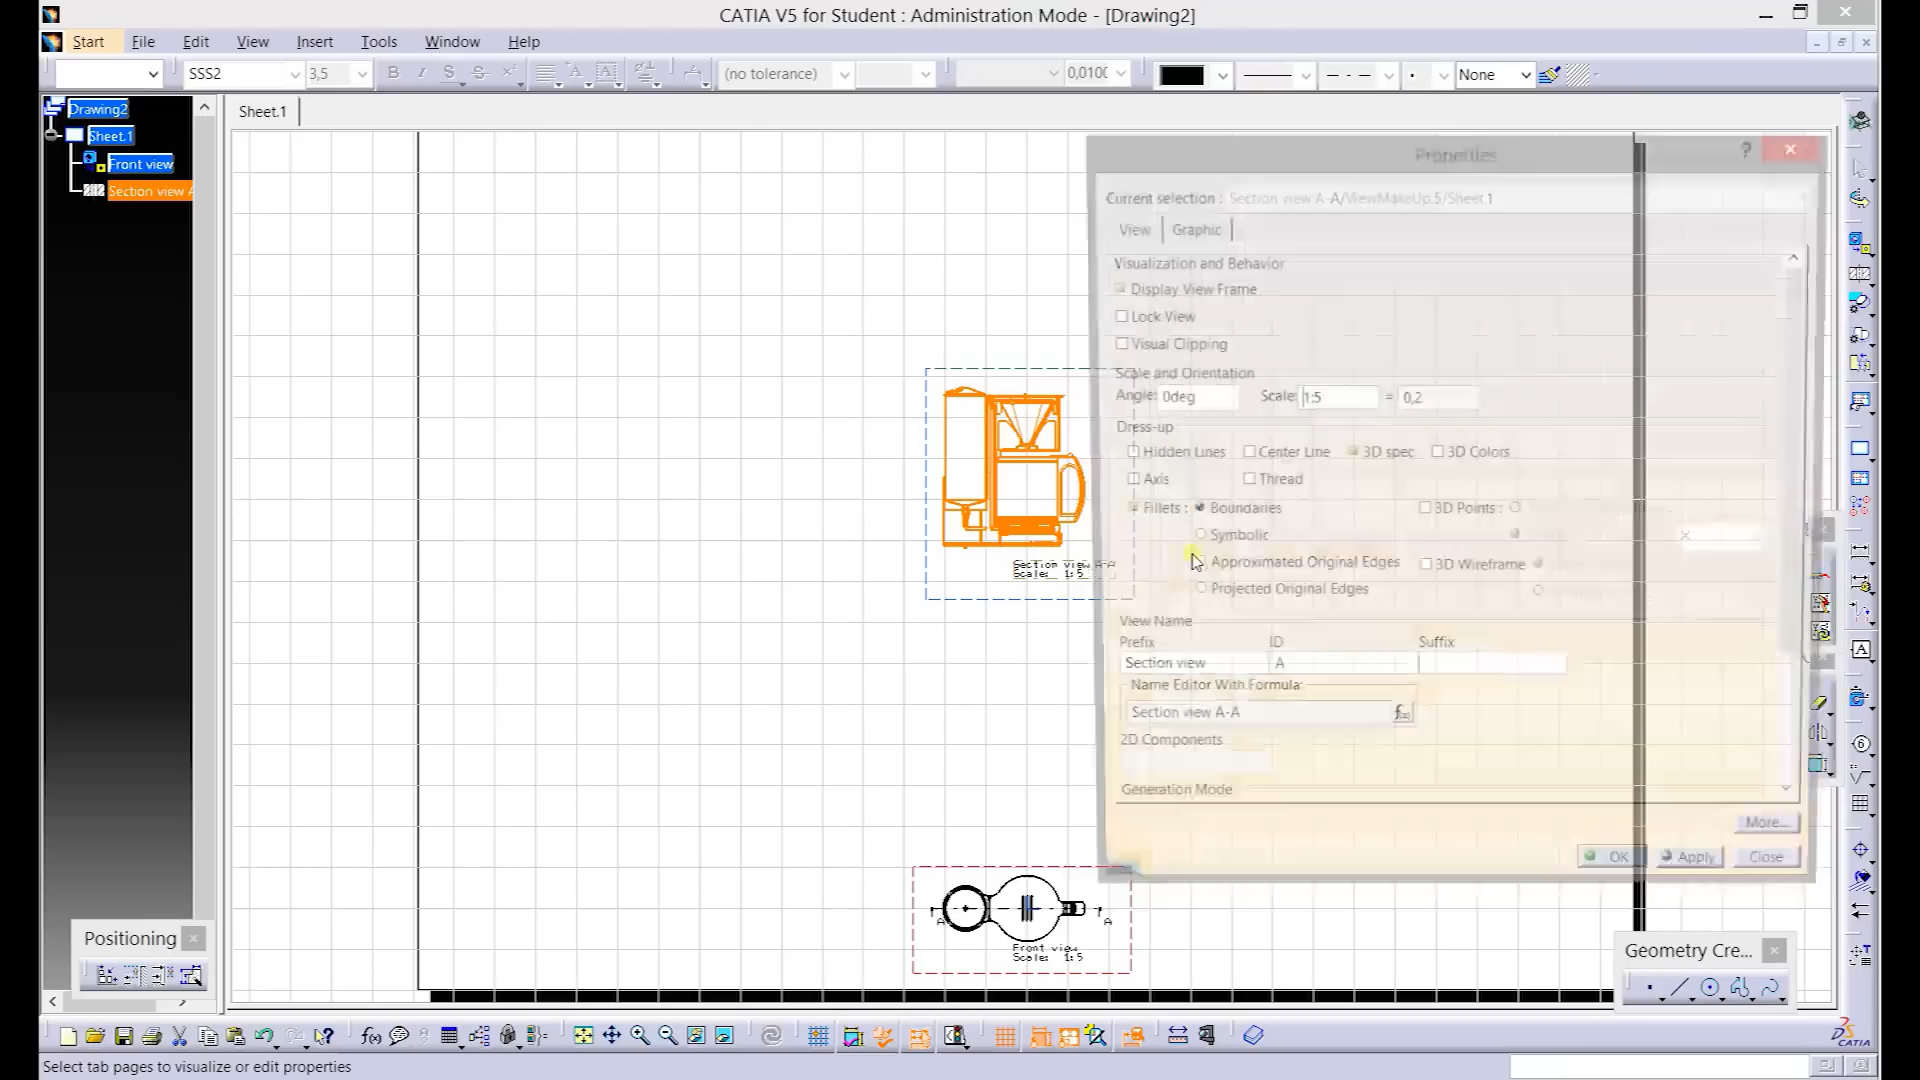 CATIA V5 for Student : Administration Mode - [Drawing2]
Start File Edit View Insert Tools Window Help
SSS2 3,5 B I S S (no tolerance) 0,010( None
Drawing2
Sheet.1
Front view
Section view A
Sheet.1
Properties
Current selection : Section view A-A/ViewMakeUp.5/Sheet.1
View Graphic
Visualization and Behavior
Display View Frame
Lock View
Visual Clipping
Scale and Orientation
Angle: 0deg Scale: 1:5 = 0,2
Dress-up
Hidden Lines Center Line 3D spec 3D Colors
Axis Thread
Fillets : Boundaries 3D Points :
Symbolic
Approximated Original Edges 3D Wireframe
Projected Original Edges
View Name
Prefix ID Suffix
Section view A
Name Editor With Formula:
Section view A-A f(x)
2D Components
Generation Mode
More...
OK Apply Close
Section view A-A
Scale: 1:5
A A
Front view
Scale: 1:5
Positioning
Geometry Cre...
CATIA
Select tab pages to visualize or edit properties